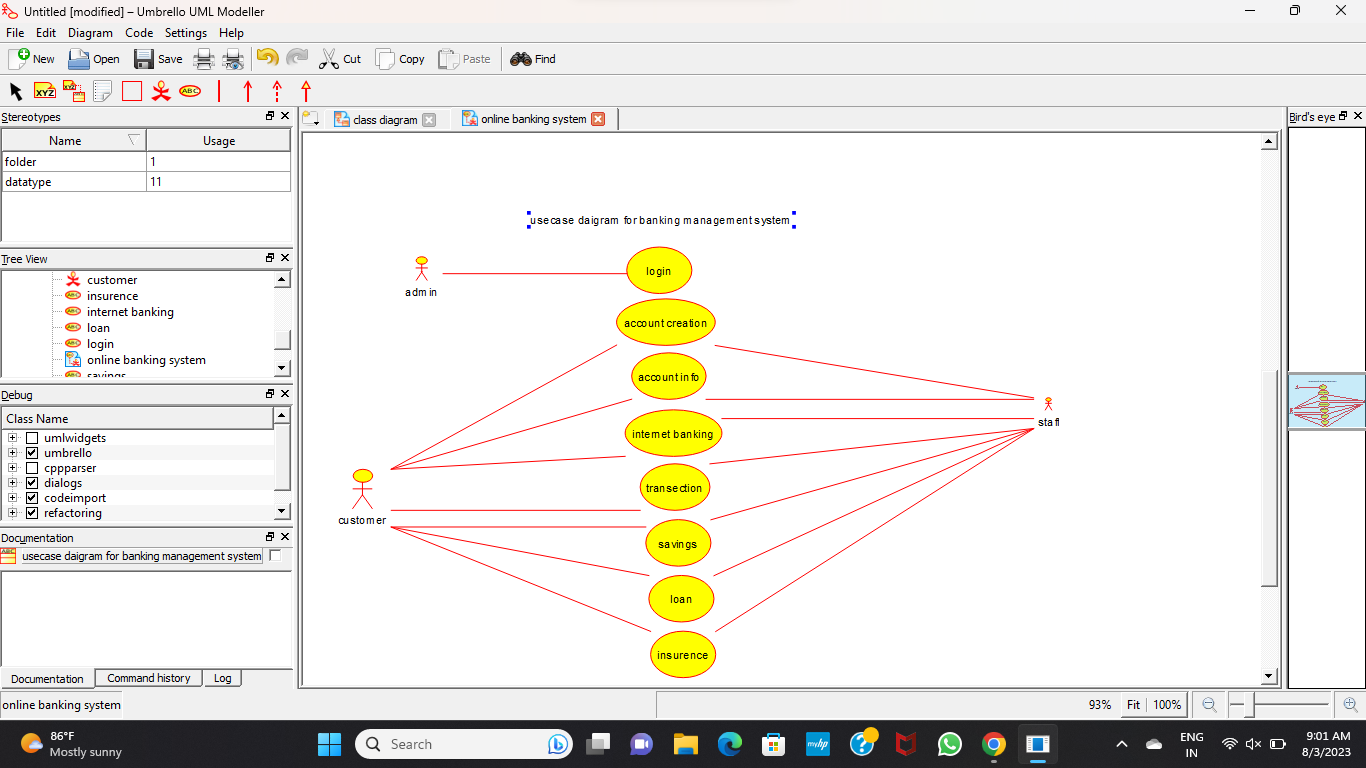 Untitled [modified] – Umbrello UML Modeller
File Edit Diagram Code Settings Help
New Open Save Cut Copy Paste Find
XYZ XYZ ABC
Stereotypes
Name Usage
folder 1
datatype 11
Tree View
customer
insurence
internet banking
loan
login
online banking system
savings
Debug
Class Name
umlwidgets
umbrello
cppparser
dialogs
codeimport
refactoring
Documentation
usecase daigram for banking management system
Documentation Command history Log
class diagram online banking system
usecase daigram for banking management system
login
admin
account creation
account info
staff
internet banking
transection
customer
savings
loan
insurence
Bird's eye
online banking system
93% Fit 100%
86°F
Mostly sunny
Search
myhp
ENG
IN
9:01 AM
8/3/2023